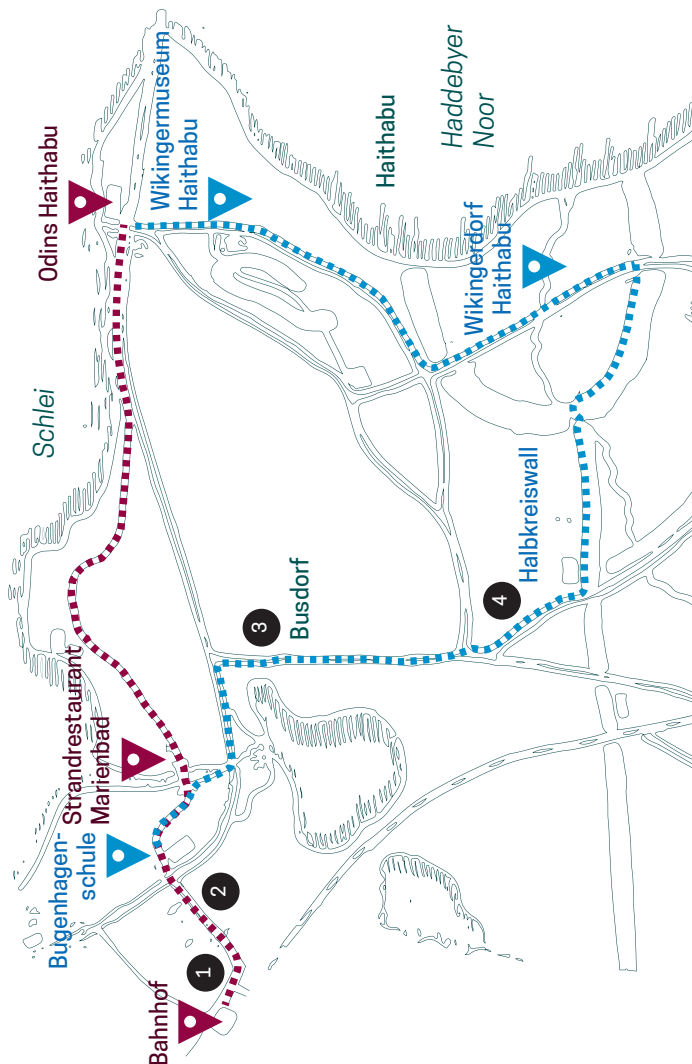 Bahnhof
1
2
Bugenhagen-
schule
Strandrestaurant
Marienbad
3
Busdorf
4
Halbkreiswall
Schlei
Odins Haithabu
Wikingermuseum
Haithabu
Haithabu
Haddebyer
Noor
Wikingerdorf
Haithabu